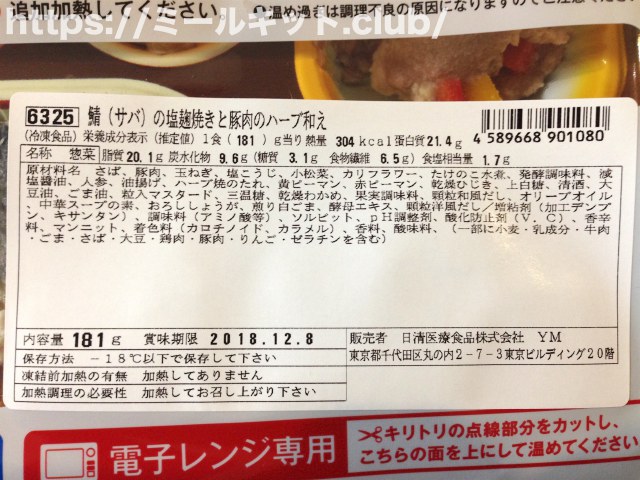 追加加熱してください。
❷温め過ぎは調理不良の原因になりますのでご注意くだ
https://ミールキット.club/
6325 鯖（サバ）の塩麹焼きと豚肉のハーブ和え
(冷凍食品) 栄養成分表示（推定値）1食（181）g当り熱量 304 kcal蛋白質21.4g
名称 惣菜 脂質20.1g 炭水化物 9.6g（糖質 3.1g 食物繊維 6.5g）食塩相当量 1.7g
4 589668 901080
原材料名 さば、豚肉、玉ねぎ、塩こうじ、小松菜、カリフラワー、たけのこ水煮、発酵調味料、減
塩醤油、人参、油揚げ、ハーブ焼のたれ、黄ピーマン、赤ピーマン、乾燥ひじき、上白糖、清酒、大
豆油、ごま油、粒入マスタード、三温糖、乾燥わかめ、果実調味料、顆粒和風だし、オリーブオイル
、中華スープの素、おろししょうが、煎り白ごま、酵母エキス、顆粒洋風だし／増粘剤（加工デンプ
ン、キサンタン）、調味料（アミノ酸等）、ソルビット、pH調整剤、酸化防止剤（V．C）、香辛
料、マンニット、着色料（カロチノイド、カラメル）、香料、酸味料、（一部に小麦・乳成分・牛肉
・ごま・さば・大豆・鶏肉・豚肉・りんご・ゼラチンを含む）
内容量 181g 賞味期限 2018.12.8
保存方法 －18℃以下で保存して下さい
凍結前加熱の有無 加熱してありません
加熱調理の必要性 加熱してお召し上がり下さい
販売者 日清医療食品株式会社 YM
東京都千代田区丸の内2－7－3東京ビルディング20階
電子レンジ専用
キリトリの点線部分をカットし、
こちらの面を上にして温めてください